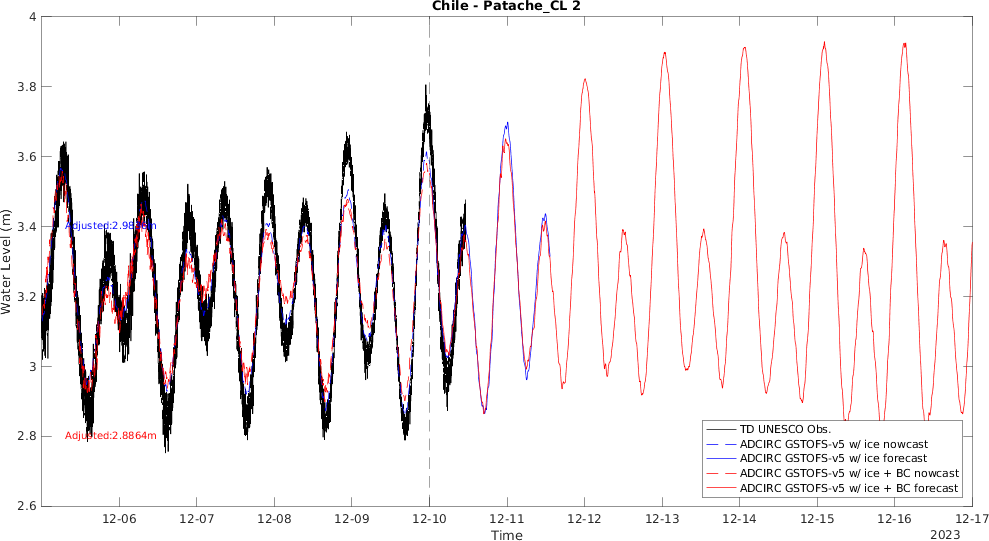 Chile - Patache_CL 2
Water Level (m)
4
3.8
3.6
3.4
3.2
3
2.8
2.6
Adjusted:2.8864m
TD UNESCO Obs.
ADCIRC GSTOFS-v5 w/ ice nowcast
ADCIRC GSTOFS-v5 w/ ice forecast
ADCIRC GSTOFS-v5 w/ ice + BC nowcast
ADCIRC GSTOFS-v5 w/ ice + BC forecast
12-06 12-07 12-08 12-09 12-10 12-11 12-12 12-13 12-14 12-15 12-16 12-17
Time
2023